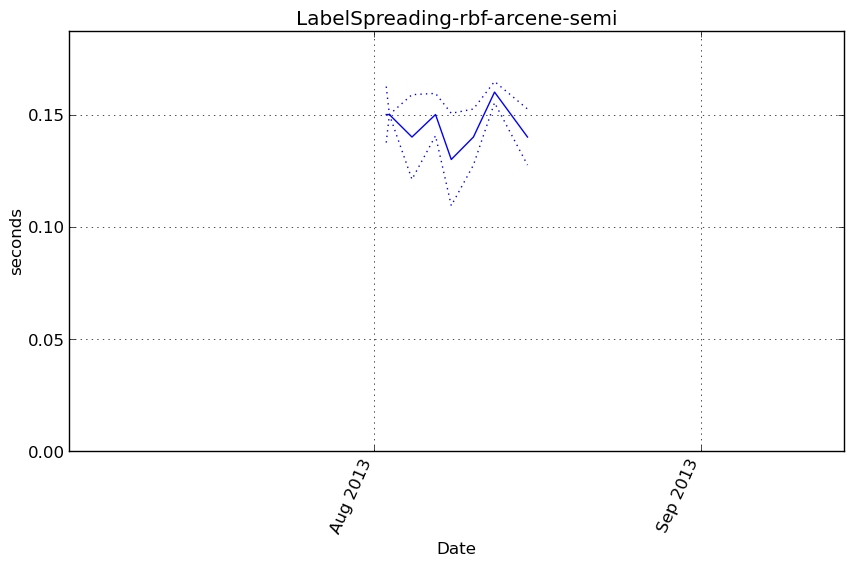 LabelSpreading-rbf-arcene-semi
0.15
0.10
0.05
0.00
seconds
Aug 2013
Sep 2013
Date